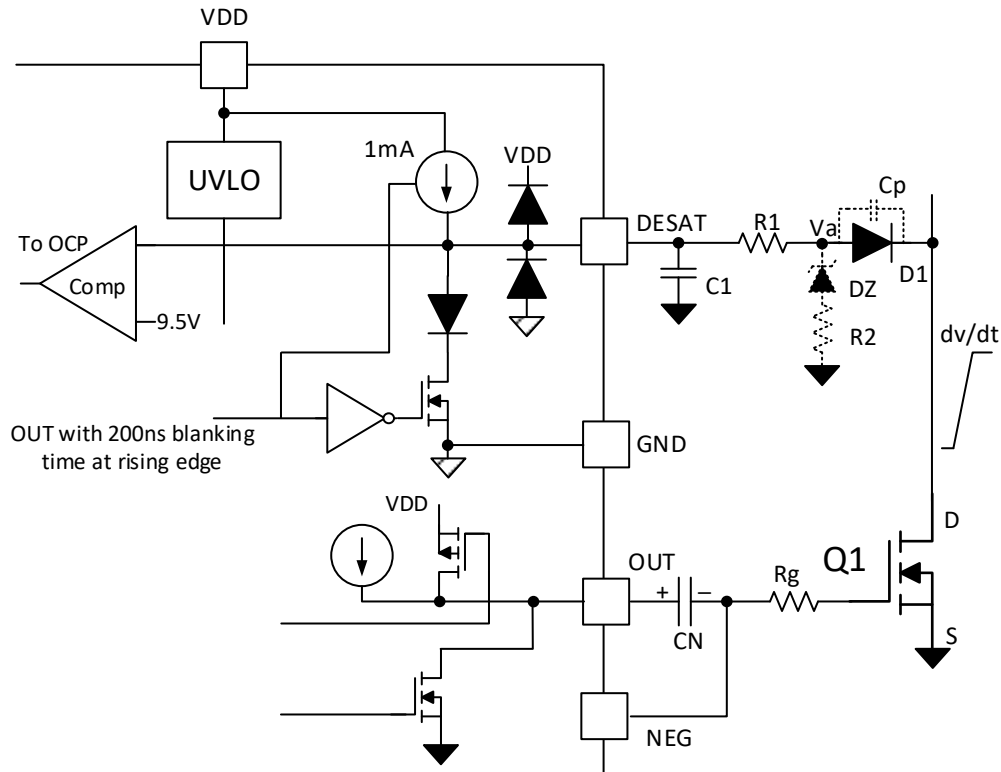 VDD
1mA
VDD
UVLO
To OCP
Comp
9.5V
DESAT
R1
Va
Cp
D1
C1
DZ
R2
dv/dt
OUT with 200ns blanking
time at rising edge
GND
VDD
OUT
+
–
CN
Rg
Q1
D
S
NEG